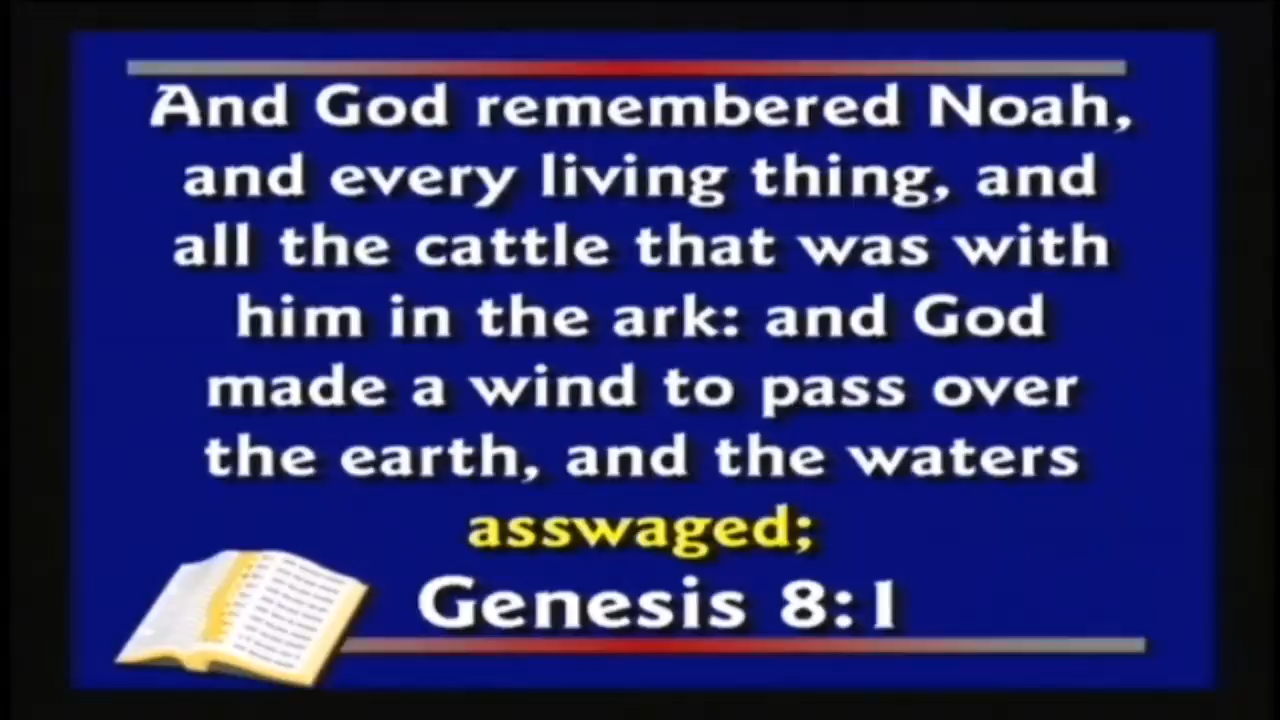 And God remembered Noah,
and every living thing, and
all the cattle that was with
him in the ark: and God
made a wind to pass over
the earth, and the waters
asswaged;
Genesis 8:1